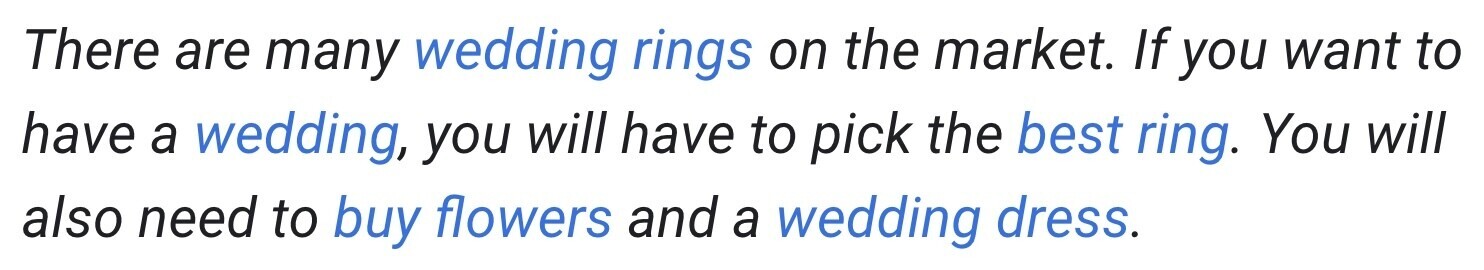 There are many wedding rings on the market. If you want to
have a wedding, you will have to pick the best ring. You will
also need to buy flowers and a wedding dress.